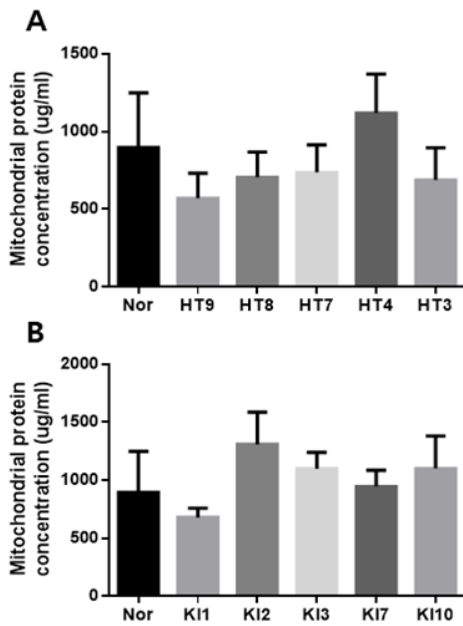 A
Mitochondrial protein
concentration (ug/ml)
1500
1000
500
0
Nor HT9 HT8 HT7 HT4 HT3
B
Mitochondrial protein
concentration (ug/ml)
2000
1500
1000
500
0
Nor KI1 KI2 KI3 KI7 KI10